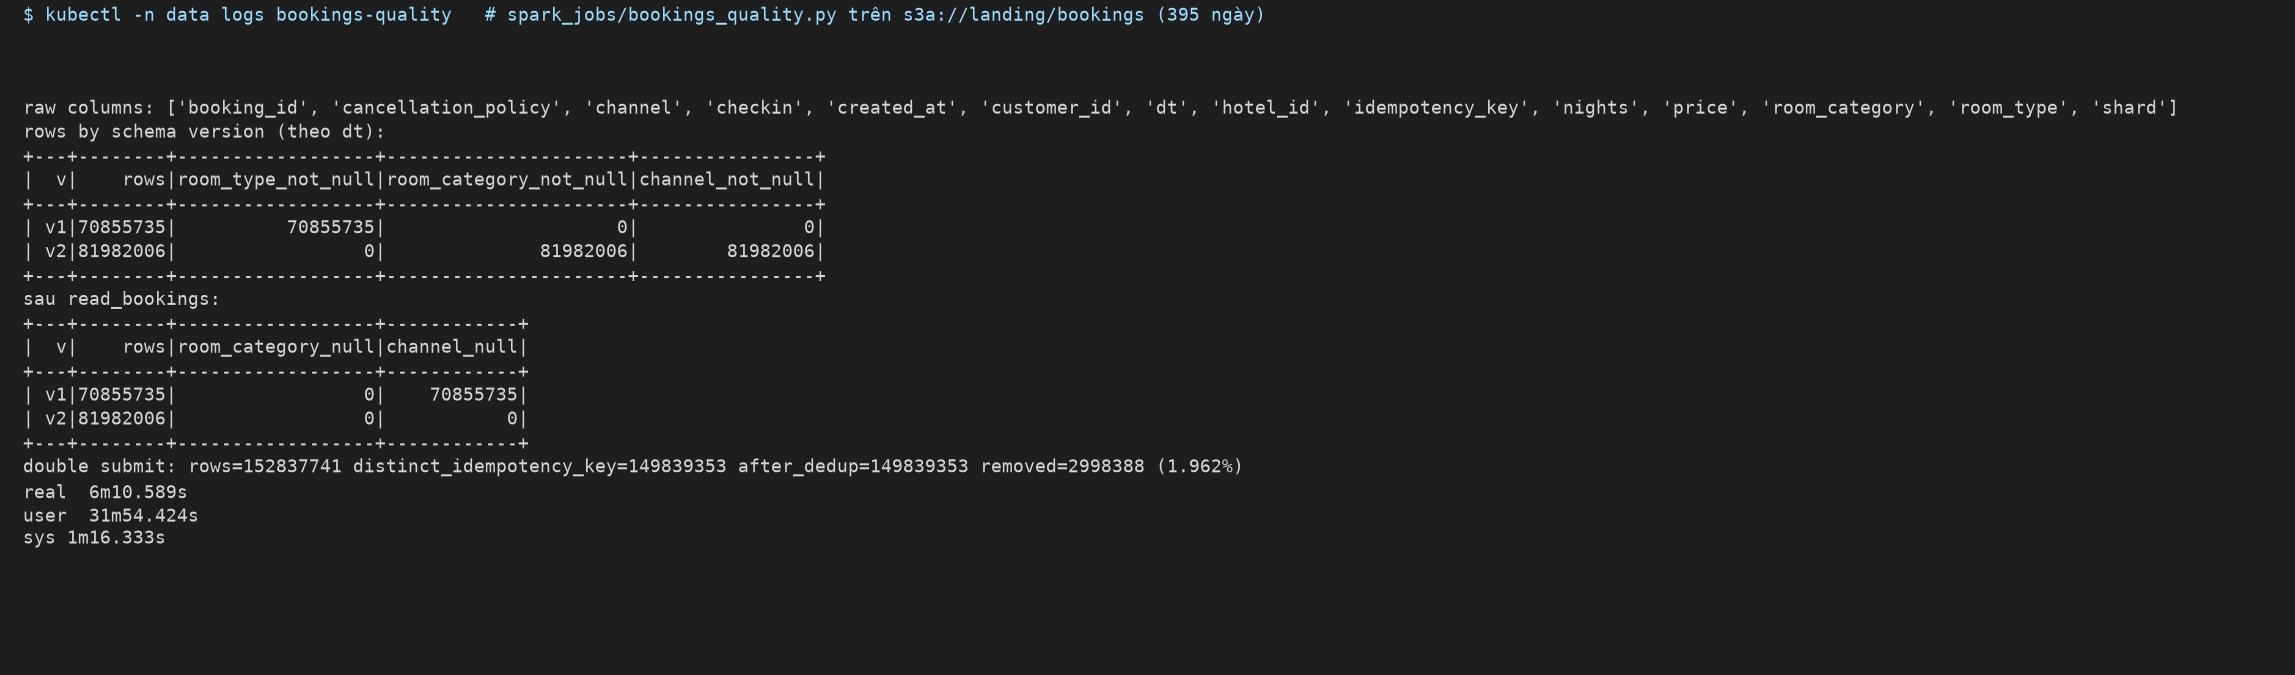 $ kubectl -n data logs bookings-quality   # spark_jobs/bookings_quality.py trên s3a://landing/bookings (395 ngày)
raw columns: ['booking_id', 'cancellation_policy', 'channel', 'checkin', 'created_at', 'customer_id', 'dt', 'hotel_id', 'idempotency_key', 'nights', 'price', 'room_category', 'room_type', 'shard']
rows by schema version (theo dt):
+---+--------+------------------+----------------------+----------------+
|  v|    rows|room_type_not_null|room_category_not_null|channel_not_null|
+---+--------+------------------+----------------------+----------------+
| v1|70855735|          70855735|                     0|               0|
| v2|81982006|                 0|              81982006|        81982006|
+---+--------+------------------+----------------------+----------------+
sau read_bookings:
+---+--------+------------------+------------+
|  v|    rows|room_category_null|channel_null|
+---+--------+------------------+------------+
| v1|70855735|                 0|    70855735|
| v2|81982006|                 0|           0|
+---+--------+------------------+------------+
double submit: rows=152837741 distinct_idempotency_key=149839353 after_dedup=149839353 removed=2998388 (1.962%)
real  6m10.589s
user  31m54.424s
sys 1m16.333s